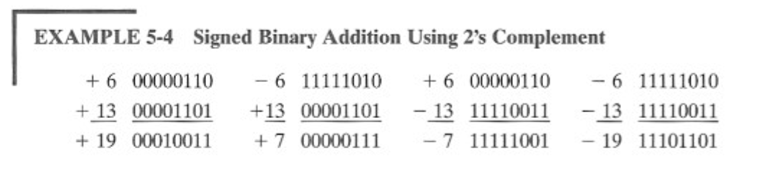 EXAMPLE 5-4 Signed Binary Addition Using 2's Complement
+ 6 00000110 - 6 11111010 + 6 00000110 - 6 11111010
+ 13 00001101 +13 00001101 - 13 11110011 - 13 11110011
+ 19 00010011 + 7 00000111 - 7 11111001 - 19 11101101